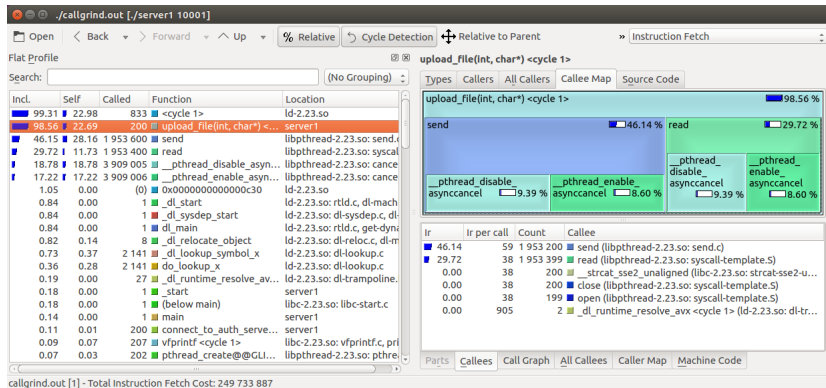 ./callgrind.out [./server1 10001]
Open Back Forward Up % Relative Cycle Detection Relative to Parent » Instruction Fetch
Flat Profile
Search: (No Grouping)
Incl. Self Called Function Location
99.31 22.98 833 <cycle 1> ld-2.23.so
98.56 22.69 200 upload_file(int, char*) <... server1
46.15 28.16 1 953 600 send libpthread-2.23.so: send.c
29.72 11.73 1 953 400 read libpthread-2.23.so: syscal
18.78 18.78 3 909 005 __pthread_disable_asyn... libpthread-2.23.so: cance
17.22 17.22 3 909 006 __pthread_enable_asyn... libpthread-2.23.so: cance
1.05 0.00 (0) 0x0000000000000c30 ld-2.23.so
0.84 0.00 1 _dl_start ld-2.23.so: rtld.c, dl-mach
0.84 0.00 1 _dl_sysdep_start ld-2.23.so: dl-sysdep.c, dl-
0.84 0.00 1 dl_main ld-2.23.so: rtld.c, get-dyna
0.82 0.14 8 _dl_relocate_object ld-2.23.so: dl-reloc.c, dl-m
0.73 0.37 2 141 _dl_lookup_symbol_x ld-2.23.so: dl-lookup.c
0.36 0.28 2 141 do_lookup_x ld-2.23.so: dl-lookup.c
0.19 0.00 27 _dl_runtime_resolve_av... ld-2.23.so: dl-trampoline.
0.18 0.00 1 _start server1
0.18 0.00 1 (below main) libc-2.23.so: libc-start.c
0.14 0.00 1 main server1
0.11 0.01 200 connect_to_auth_serve... server1
0.09 0.07 207 vfprintf <cycle 1> libc-2.23.so: vfprintf.c, pri
0.07 0.03 202 pthread_create@@GLI... libpthread-2.23.so: pthre
upload_file(int, char*) <cycle 1>
Types Callers All Callers Callee Map Source Code
upload_file(int, char*) <cycle 1> 98.56 %
send 46.14 % read 29.72 %
__pthread_disable_asynccancel 9.39 %
__pthread_enable_asynccancel 8.60 %
__pthread_disable_asynccancel 9.39 %
__pthread_enable_asynccancel 8.60 %
Ir Ir per call Count Callee
46.14 59 1 953 200 send (libpthread-2.23.so: send.c)
29.72 38 1 953 399 read (libpthread-2.23.so: syscall-template.S)
0.00 38 200 __strcat_sse2_unaligned (libc-2.23.so: strcat-sse2-u...
0.00 38 200 close (libpthread-2.23.so: syscall-template.S)
0.00 38 199 open (libpthread-2.23.so: syscall-template.S)
0.00 905 2 _dl_runtime_resolve_avx <cycle 1> (ld-2.23.so: dl-tr...
Parts Callees Call Graph All Callees Caller Map Machine Code
callgrind.out [1] - Total Instruction Fetch Cost: 249 733 887